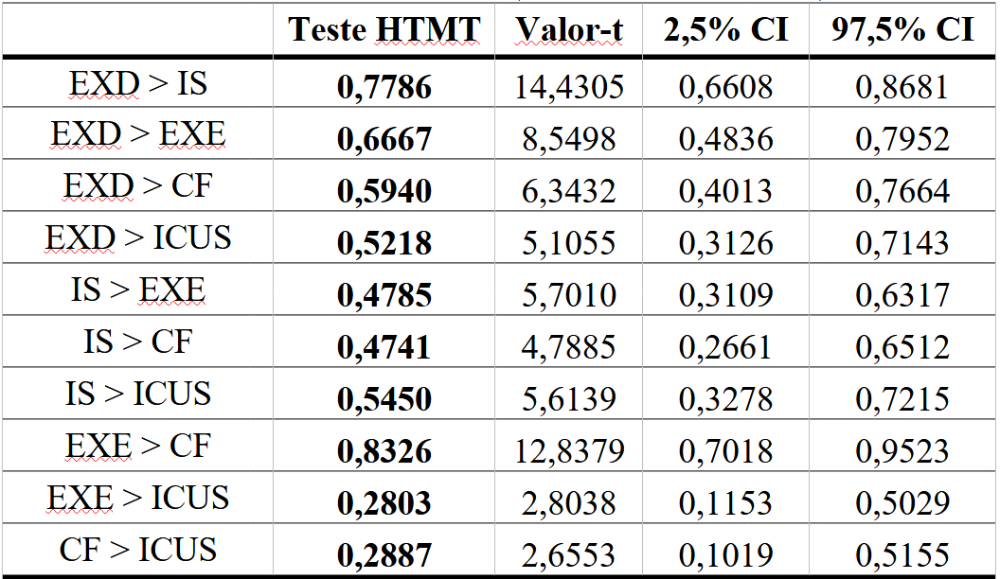 Teste HTMT Valor-t 2,5% CI 97,5% CI
EXD > IS 0,7786 14,4305 0,6608 0,8681
EXD > EXE 0,6667 8,5498 0,4836 0,7952
EXD > CF 0,5940 6,3432 0,4013 0,7664
EXD > ICUS 0,5218 5,1055 0,3126 0,7143
IS > EXE 0,4785 5,7010 0,3109 0,6317
IS > CF 0,4741 4,7885 0,2661 0,6512
IS > ICUS 0,5450 5,6139 0,3278 0,7215
EXE > CF 0,8326 12,8379 0,7018 0,9523
EXE > ICUS 0,2803 2,8038 0,1153 0,5029
CF > ICUS 0,2887 2,6553 0,1019 0,5155